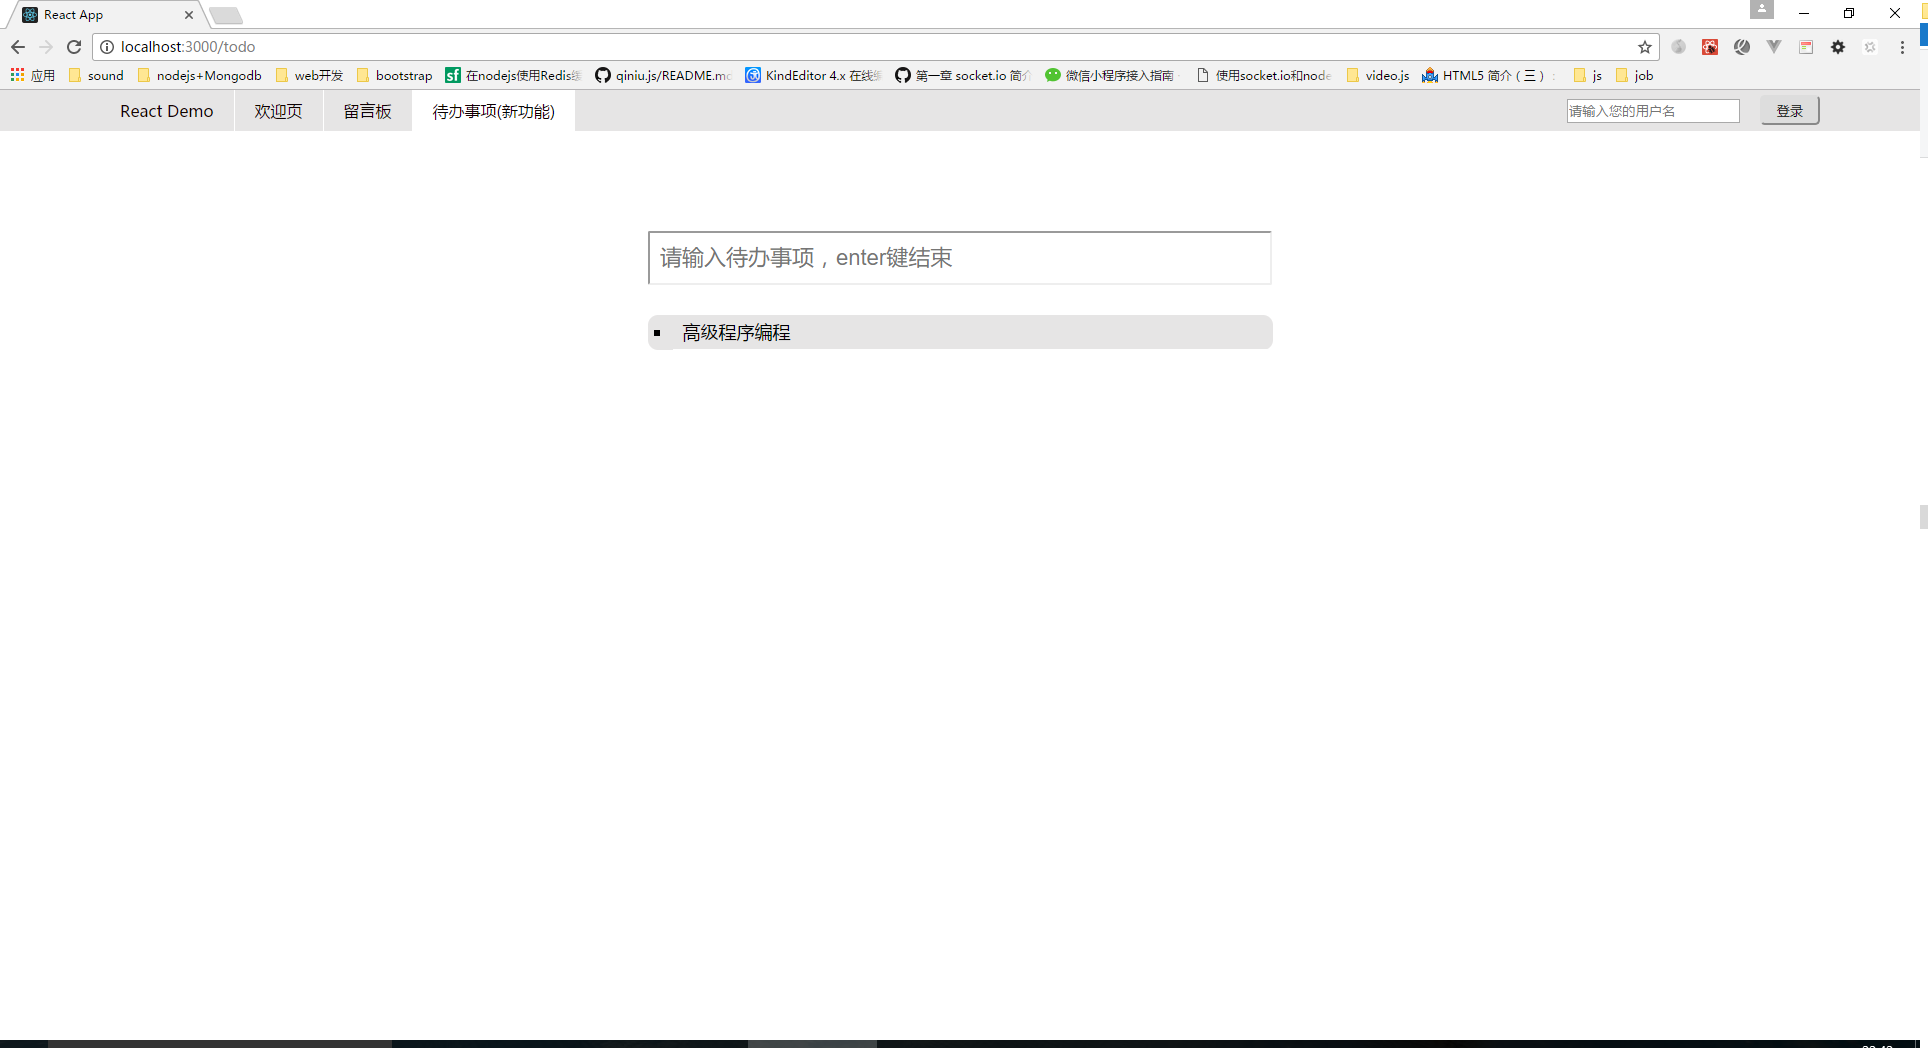 React App
localhost:3000/todo
应用 sound nodejs+Mongodb web开发 bootstrap 在nodejs使用Redis缓 qiniu.js/README.md KindEditor 4.x 在线编 第一章 socket.io 简介 微信小程序接入指南 使用socket.io和node video.js HTML5 简介（三）: js job
React Demo 欢迎页 留言板 待办事项(新功能) 请输入您的用户名 登录
请输入待办事项，enter键结束
高级程序编程